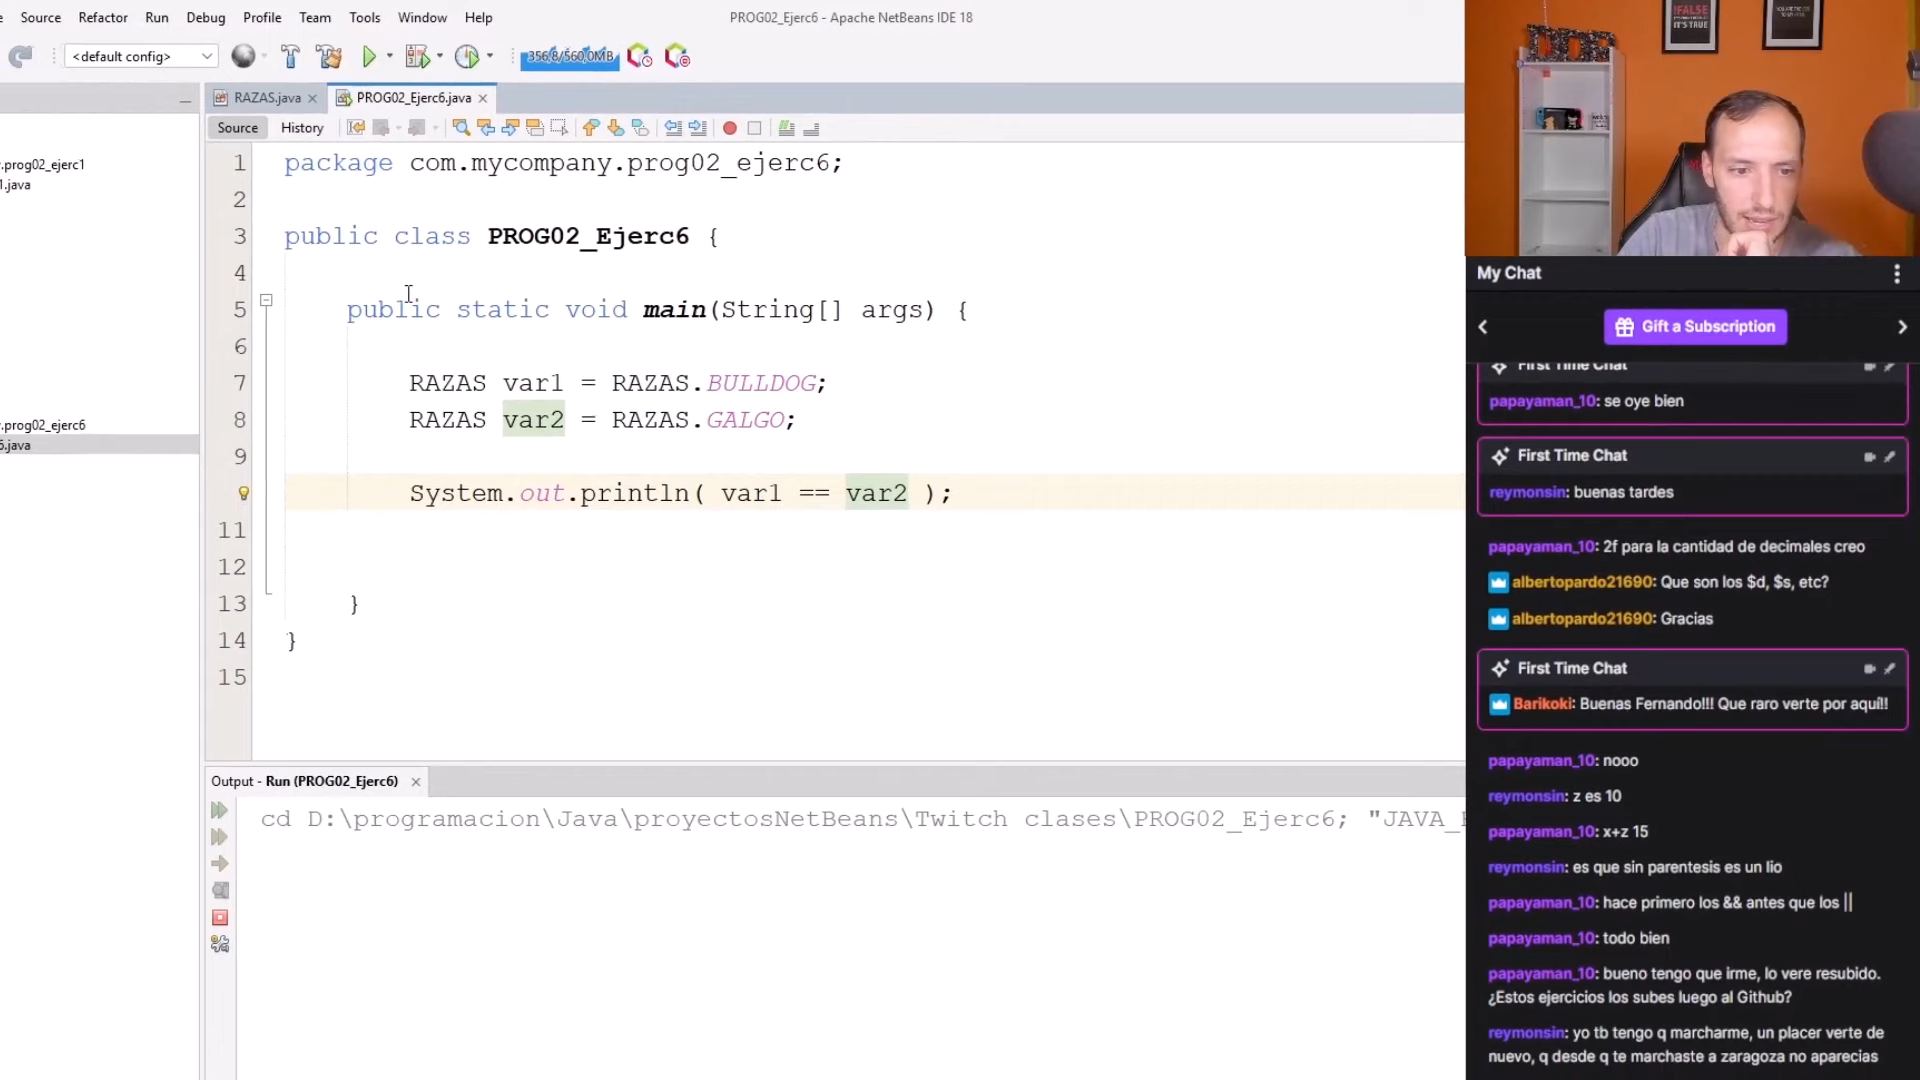 Source Refactor Run Debug Profile Team Tools Window Help
PROG02_Ejerc6 - Apache NetBeans IDE 18
<default config>
356,8/560,0MB
RAZAS.java
PROG02_Ejerc6.java
Source History
.prog02_ejerc1
1.java
.prog02_ejerc6
6.java
1 package com.mycompany.prog02_ejerc6;
2
3 public class PROG02_Ejerc6 {
4
5 public static void main(String[] args) {
6
7 RAZAS var1 = RAZAS.BULLDOG;
8 RAZAS var2 = RAZAS.GALGO;
9
System.out.println( var1 == var2 );
11
12
13 }
14 }
15
Output - Run (PROG02_Ejerc6)
cd D:\programacion\Java\proyectosNetBeans\Twitch clases\PROG02_Ejerc6; "JAVA_
!FALSE
My Chat
Gift a Subscription
First Time Chat
papayaman_10: se oye bien
First Time Chat
reymonsin: buenas tardes
papayaman_10: 2f para la cantidad de decimales creo
albertopardo21690: Que son los $d, $s, etc?
albertopardo21690: Gracias
First Time Chat
Barikoki: Buenas Fernando!!! Que raro verte por aquí!!
papayaman_10: nooo
reymonsin: z es 10
papayaman_10: x+z 15
reymonsin: es que sin parentesis es un lio
papayaman_10: hace primero los && antes que los ||
papayaman_10: todo bien
papayaman_10: bueno tengo que irme, lo vere resubido.
¿Estos ejercicios los subes luego al Github?
reymonsin: yo tb tengo q marcharme, un placer verte de
nuevo, q desde q te marchaste a zaragoza no aparecias